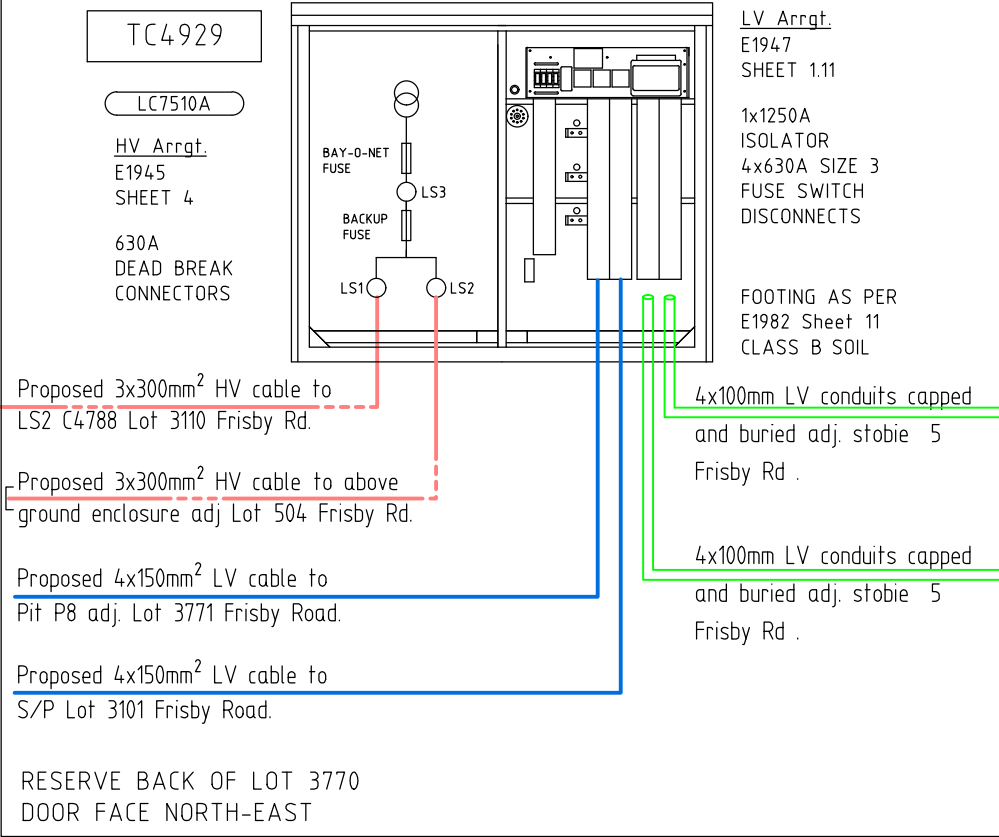 TC4929
LC7510A
HV Arrgt.
E1945
SHEET 4
630A
DEAD BREAK
CONNECTORS
BAY-O-NET
FUSE
LS3
BACKUP
FUSE
LS1
LS2
LV Arrgt.
E1947
SHEET 1.11
1x1250A
ISOLATOR
4x630A SIZE 3
FUSE SWITCH
DISCONNECTS
FOOTING AS PER
E1982 Sheet 11
CLASS B SOIL
Proposed 3x300mm² HV cable to
LS2 C4788 Lot 3110 Frisby Rd.
Proposed 3x300mm² HV cable to above
ground enclosure adj Lot 504 Frisby Rd.
Proposed 4x150mm² LV cable to
Pit P8 adj. Lot 3771 Frisby Road.
Proposed 4x150mm² LV cable to
S/P Lot 3101 Frisby Road.
4x100mm LV conduits capped
and buried adj. stobie 5
Frisby Rd .
4x100mm LV conduits capped
and buried adj. stobie 5
Frisby Rd .
RESERVE BACK OF LOT 3770
DOOR FACE NORTH-EAST